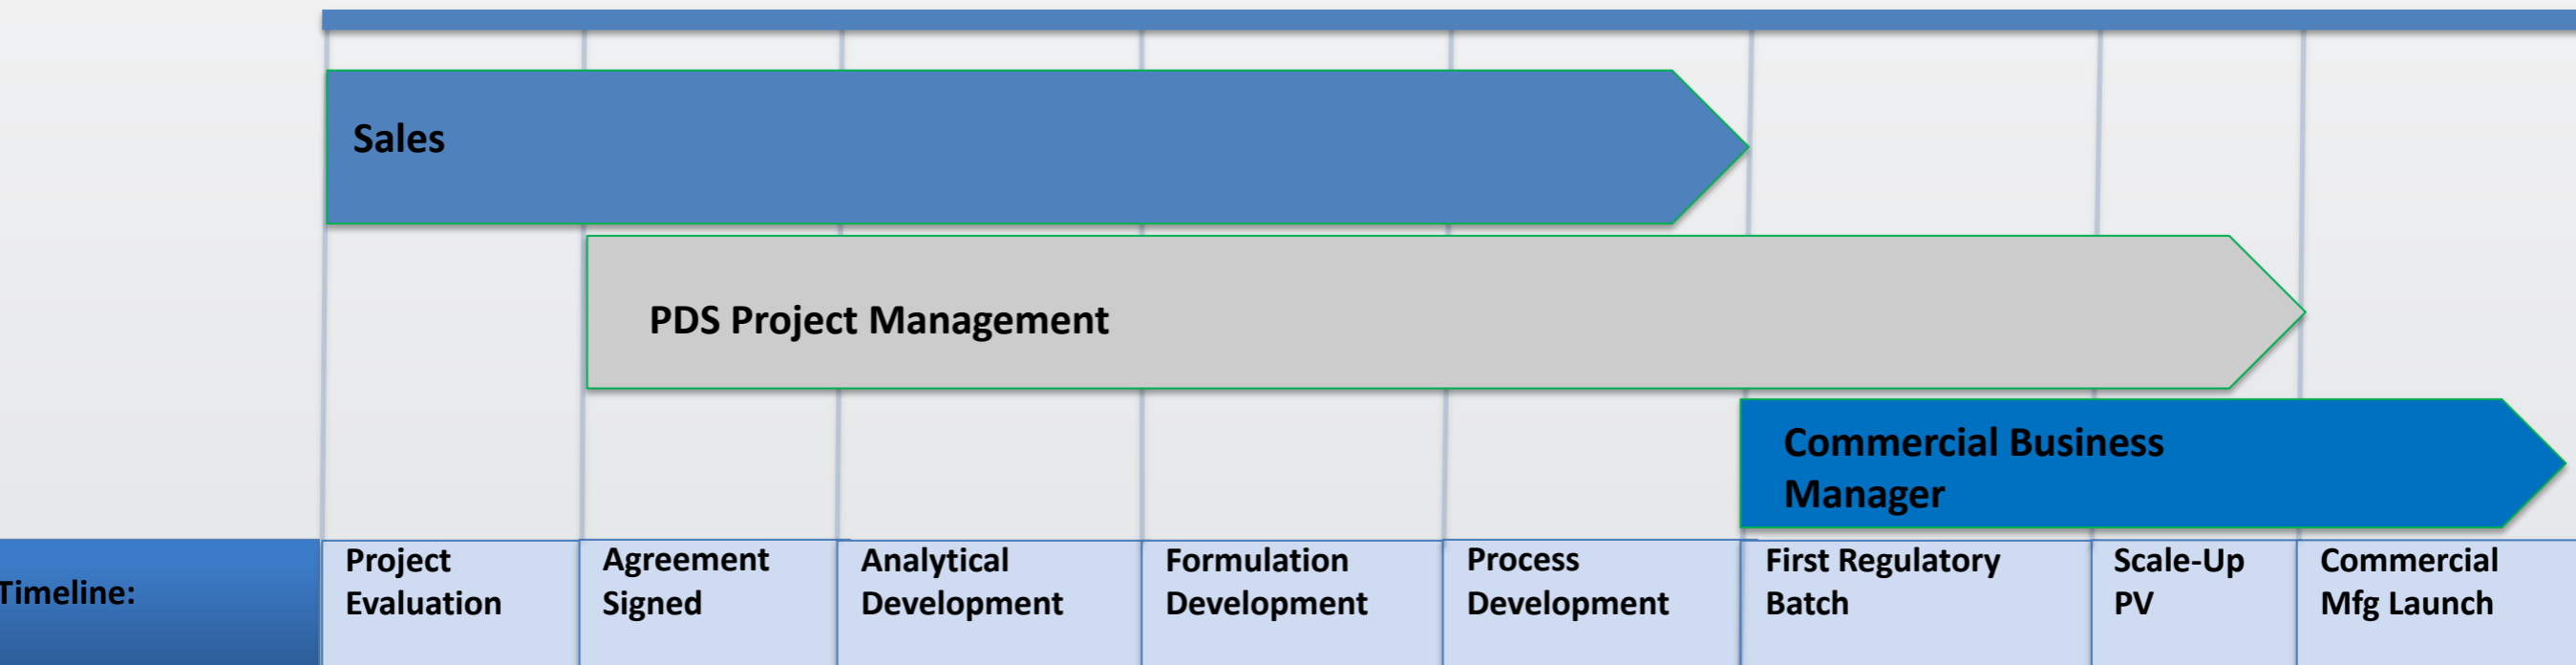 Sales
PDS Project Management
Commercial Business
Manager
Timeline:
Project
Evaluation
Agreement
Signed
Analytical
Development
Formulation
Development
Process
Development
First Regulatory
Batch
Scale-Up
PV
Commercial
Mfg Launch